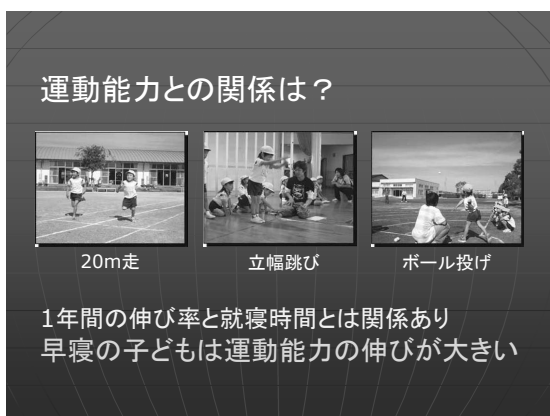 運動能力との関係は？
20m走
立幅跳び
ボール投げ
1年間の伸び率と就寝時間とは関係あり
早寝の子どもは運動能力の伸びが大きい